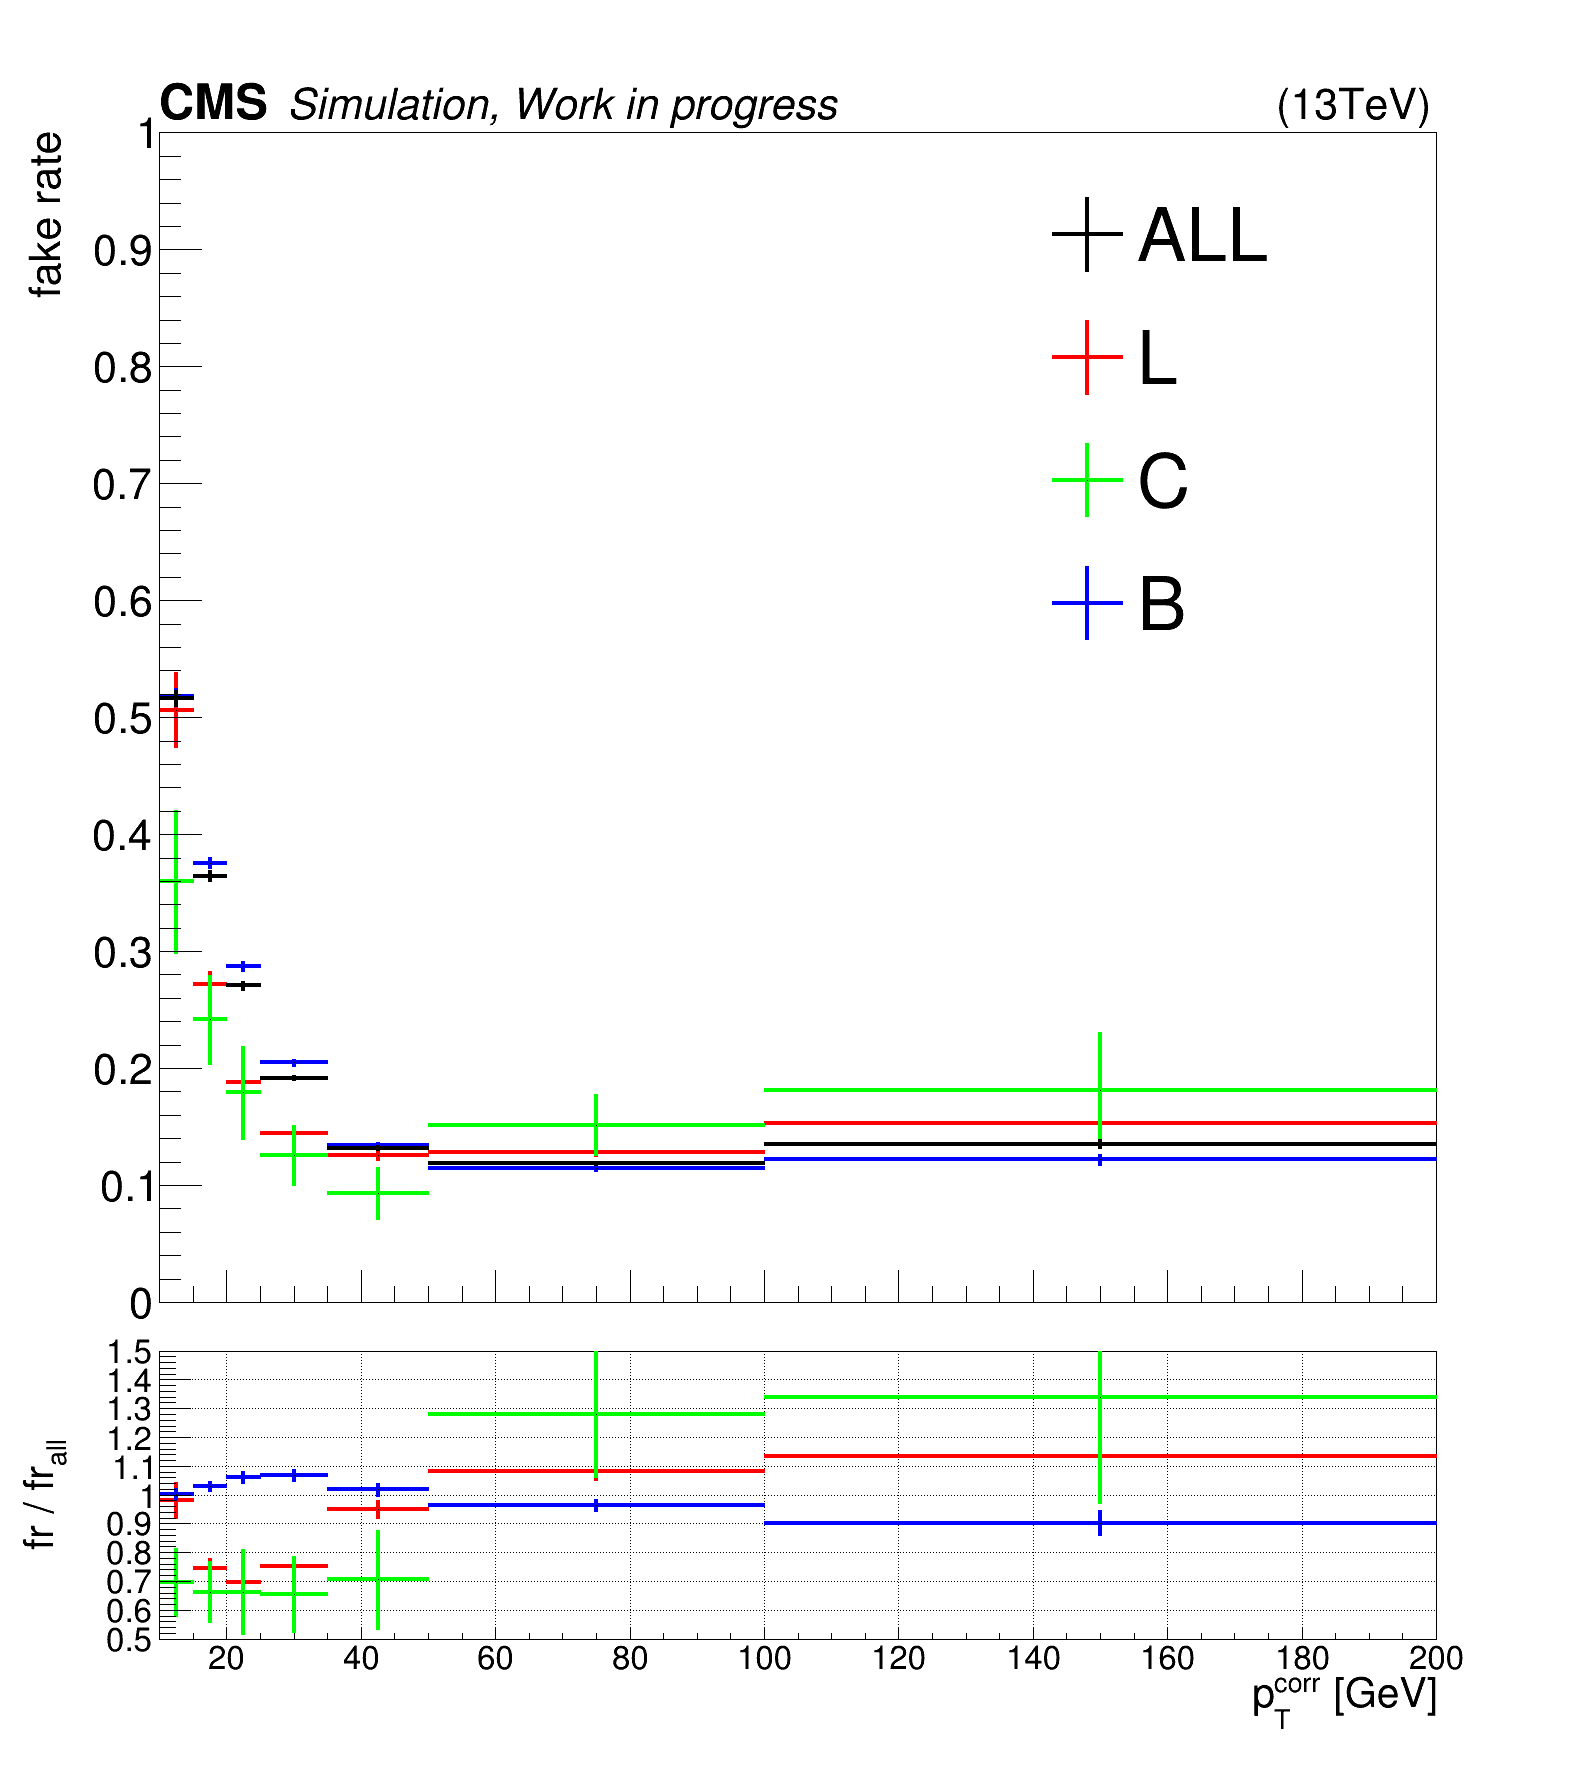 CMS Simulation, Work in progress (13TeV)
fake rate
1
0.9
0.8
0.7
0.6
0.5
0.4
0.3
0.2
0.1
0
ALL
L
C
B
fr / fr_all
1.5
1.4
1.3
1.2
1.1
1
0.9
0.8
0.7
0.6
0.5
20 40 60 80 100 120 140 160 180 200
p_T^corr [GeV]